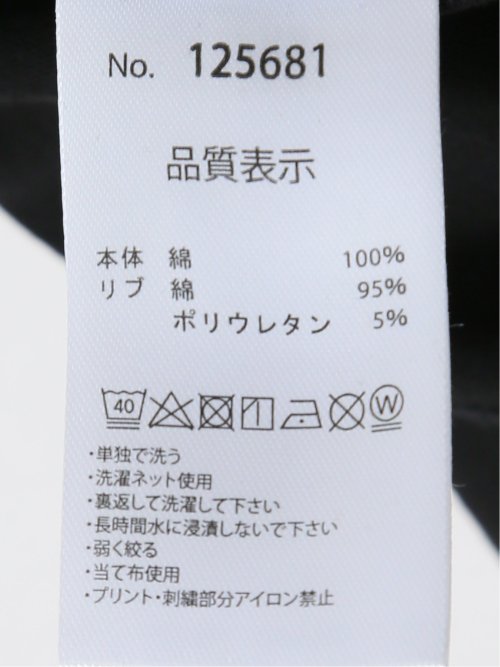 No. 125681
品質表示
本体 綿 100%
リブ 綿 95%
ポリウレタン 5%
40 W
・単独で洗う
・洗濯ネット使用
・裏返して洗濯して下さい
・長時間水に浸漬しないで下さい
・弱く絞る
・当て布使用
・プリント・刺繍部分アイロン禁止